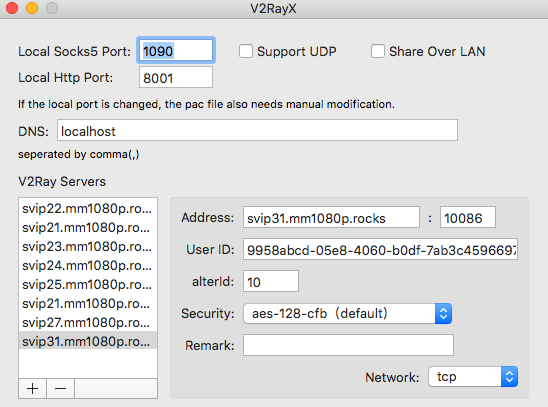 V2RayX
Local Socks5 Port: 1090 Support UDP Share Over LAN
Local Http Port: 8001
If the local port is changed, the pac file also needs manual modification.
DNS: localhost
seperated by comma(,)
V2Ray Servers
svip22.mm1080p.ro...
svip21.mm1080p.ro...
svip23.mm1080p.ro...
svip24.mm1080p.ro...
svip25.mm1080p.ro...
svip21.mm1080p.ro...
svip27.mm1080p.ro...
svip31.mm1080p.ro...
+ −
Address: svip31.mm1080p.rocks : 10086
User ID: 9958abcd-05e8-4060-b0df-7ab3c4596697
alterId: 10
Security: aes-128-cfb (default)
Remark:
Network: tcp